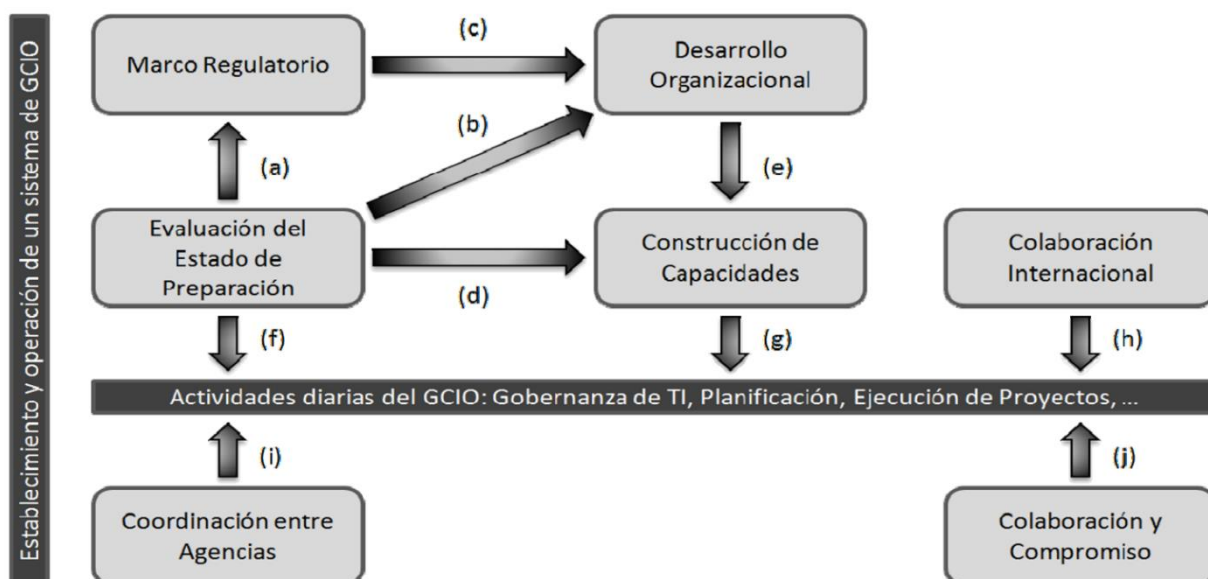 Establecimiento y operación de un sistema de GCIO
Marco Regulatorio
(c)
Desarrollo
Organizacional
(a)
(b)
(e)
Evaluación del
Estado de
Preparación
(d)
Construcción de
Capacidades
Colaboración
Internacional
(f)
(g)
(h)
Actividades diarias del GCIO: Gobernanza de TI, Planificación, Ejecución de Proyectos, ...
(i)
(j)
Coordinación entre
Agencias
Colaboración y
Compromiso